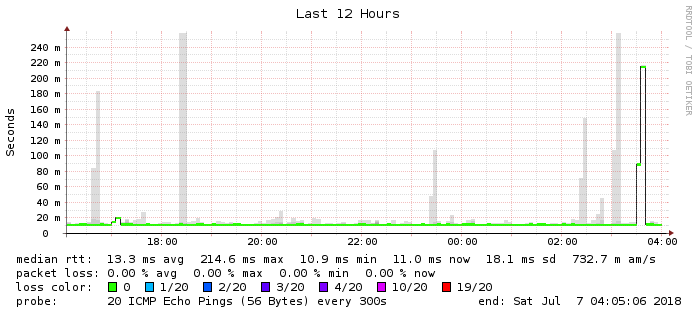 Last 12 Hours
RRDTOOL / TOBI OETIKER
Seconds
240 m
220 m
200 m
180 m
160 m
140 m
120 m
100 m
80 m
60 m
40 m
20 m
0
18:00 20:00 22:00 00:00 02:00 04:00
median rtt: 13.3 ms avg 214.6 ms max 10.9 ms min 11.0 ms now 18.1 ms sd 732.7 m am/s
packet loss: 0.00 % avg 0.00 % max 0.00 % min 0.00 % now
loss color: 0 1/20 2/20 3/20 4/20 10/20 19/20
probe: 20 ICMP Echo Pings (56 Bytes) every 300s end: Sat Jul 7 04:05:06 2018